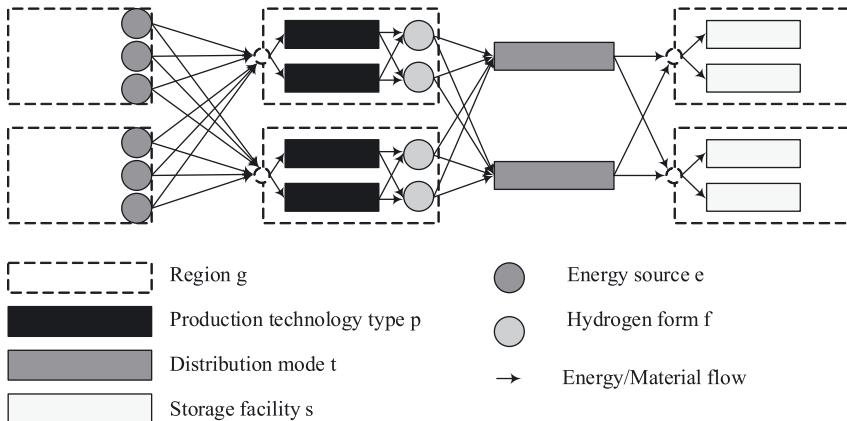 Region g
Production technology type p
Distribution mode t
Storage facility s
Energy source e
Hydrogen form f
Energy/Material flow